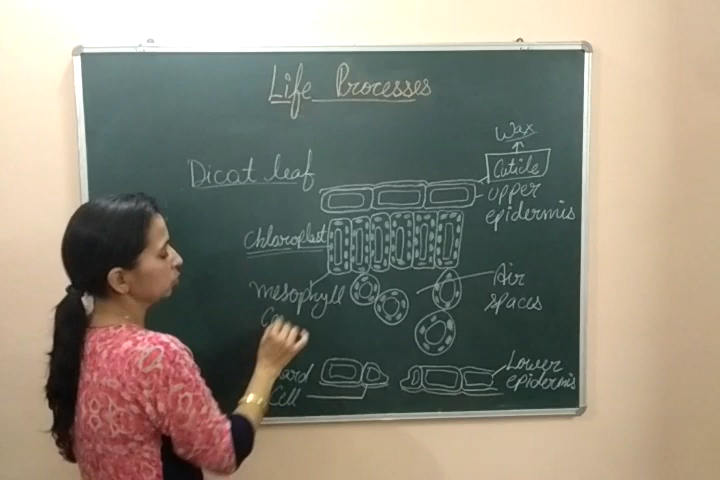 Life Processes
Wax
Cuticle
Dicot leaf
upper
epidermis
Chloroplast
mesophyll
Air
spaces
Lower
epidermis
Cell